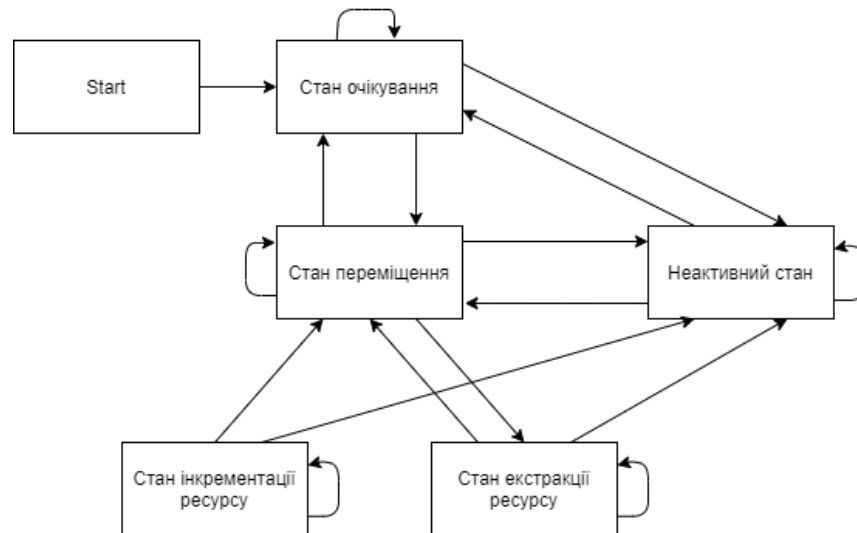 Start
Стан очікування
Стан переміщення
Неактивний стан
Стан інкрементації
ресурсу
Стан екстракції
ресурсу